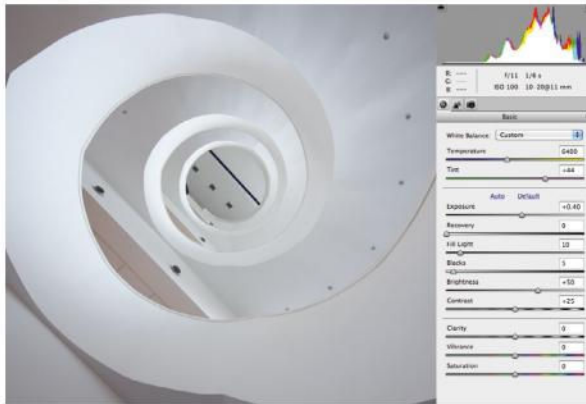 R: ---
G: ---
B: ---
f/11 1/6 s
ISO 100 10-20@11 mm
Basic
White Balance: Custom
Temperature 6400
Tint +44
Auto Default
Exposure +0.40
Recovery 0
Fill Light 10
Blacks 5
Brightness +50
Contrast +25
Clarity 0
Vibrance 0
Saturation 0